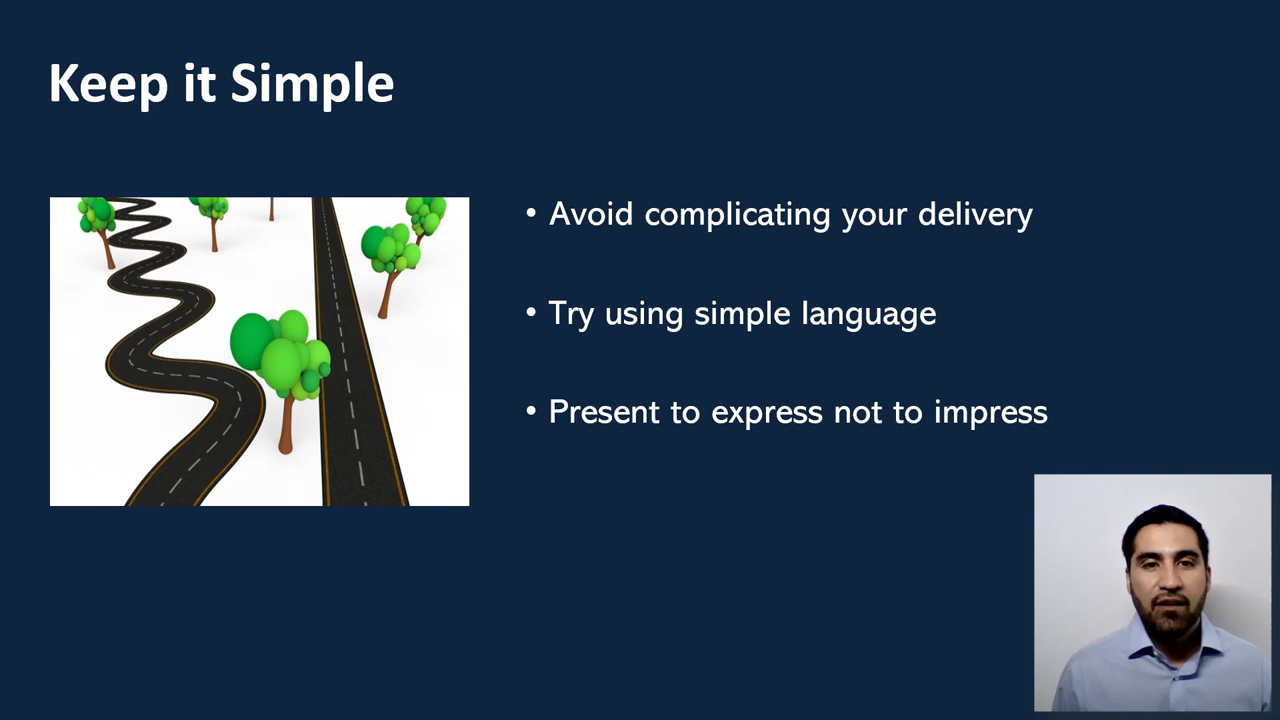 Keep it Simple
• Avoid complicating your delivery
• Try using simple language
• Present to express not to impress